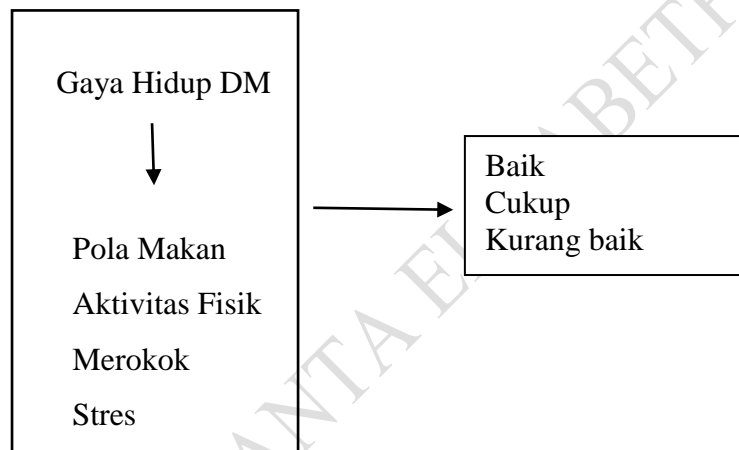 Gaya Hidup DM
Pola Makan
Aktivitas Fisik
Merokok
Stres
Baik
Cukup
Kurang baik